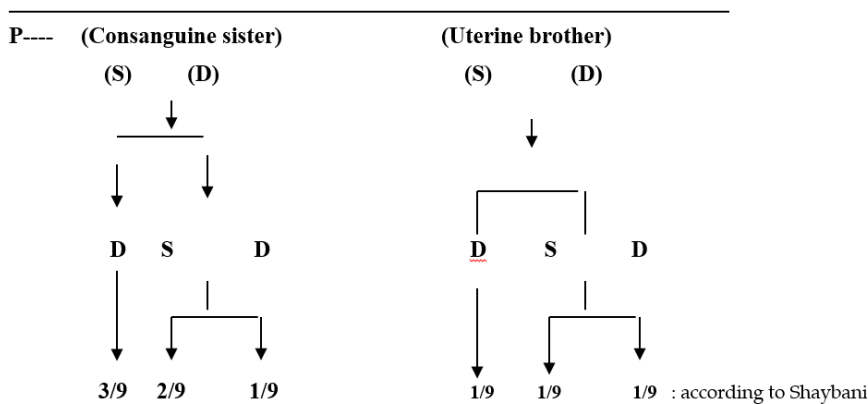 P---- (Consanguine sister) (Uterine brother)
(S) (D) (S) (D)
D S D D S D
3/9 2/9 1/9 1/9 1/9 1/9 : according to Shaybani